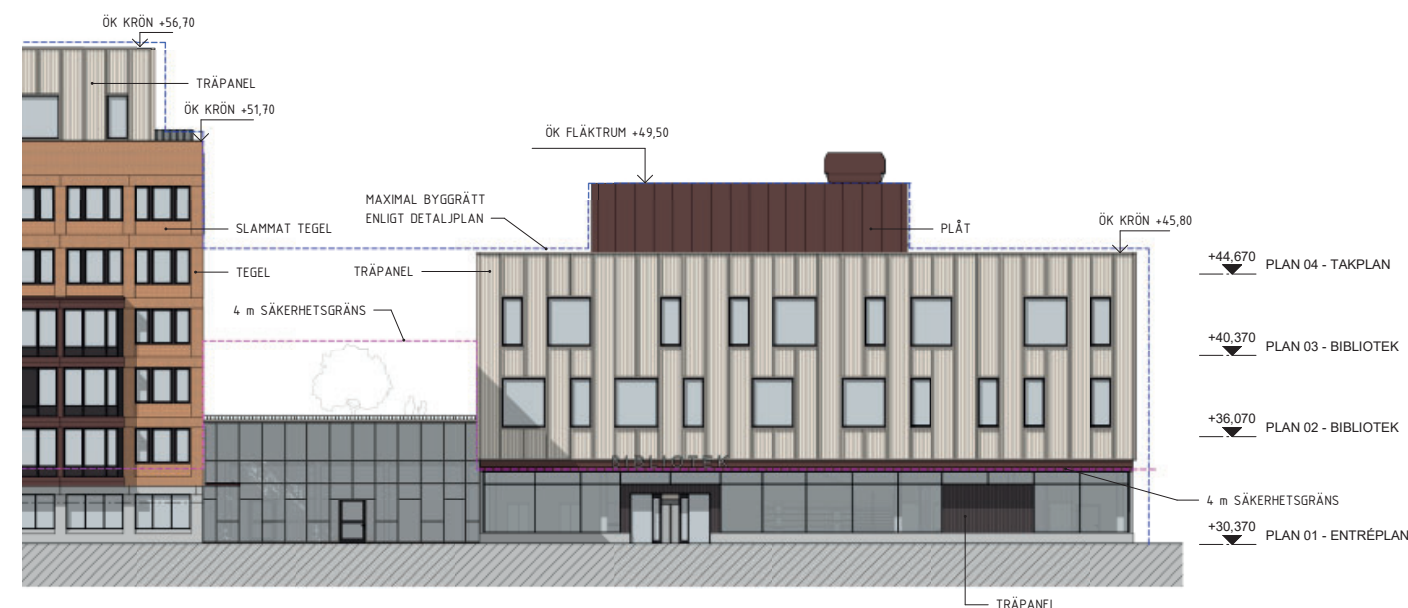 ÖK KRÖN +56,70
TRÄPANEL
ÖK KRÖN +51,70
ÖK FLÄKTRUM +49,50
MAXIMAL BYGGRÄTT
ENLIGT DETALJPLAN
SLAMMAT TEGEL
PLÅT
ÖK KRÖN +45,80
TEGEL
TRÄPANEL
+44,670 PLAN 04 - TAKPLAN
4 m SÄKERHETSGRÄNS
+40,370 PLAN 03 - BIBLIOTEK
+36,070 PLAN 02 - BIBLIOTEK
BIBLIOTEK
4 m SÄKERHETSGRÄNS
+30,370 PLAN 01 - ENTRÉPLAN
TRÄPANEL